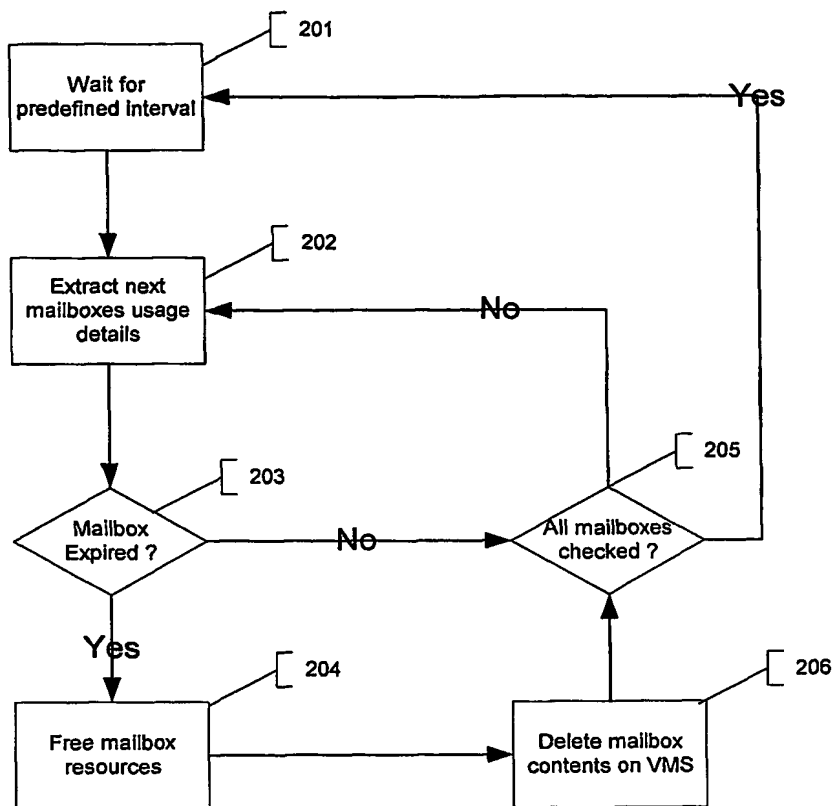 201
Wait for
predefined interval
Yes
202
Extract next
mailboxes usage
details
No
203
Mailbox
Expired ?
No
205
All mailboxes
checked ?
Yes
204
Free mailbox
resources
206
Delete mailbox
contents on VMS